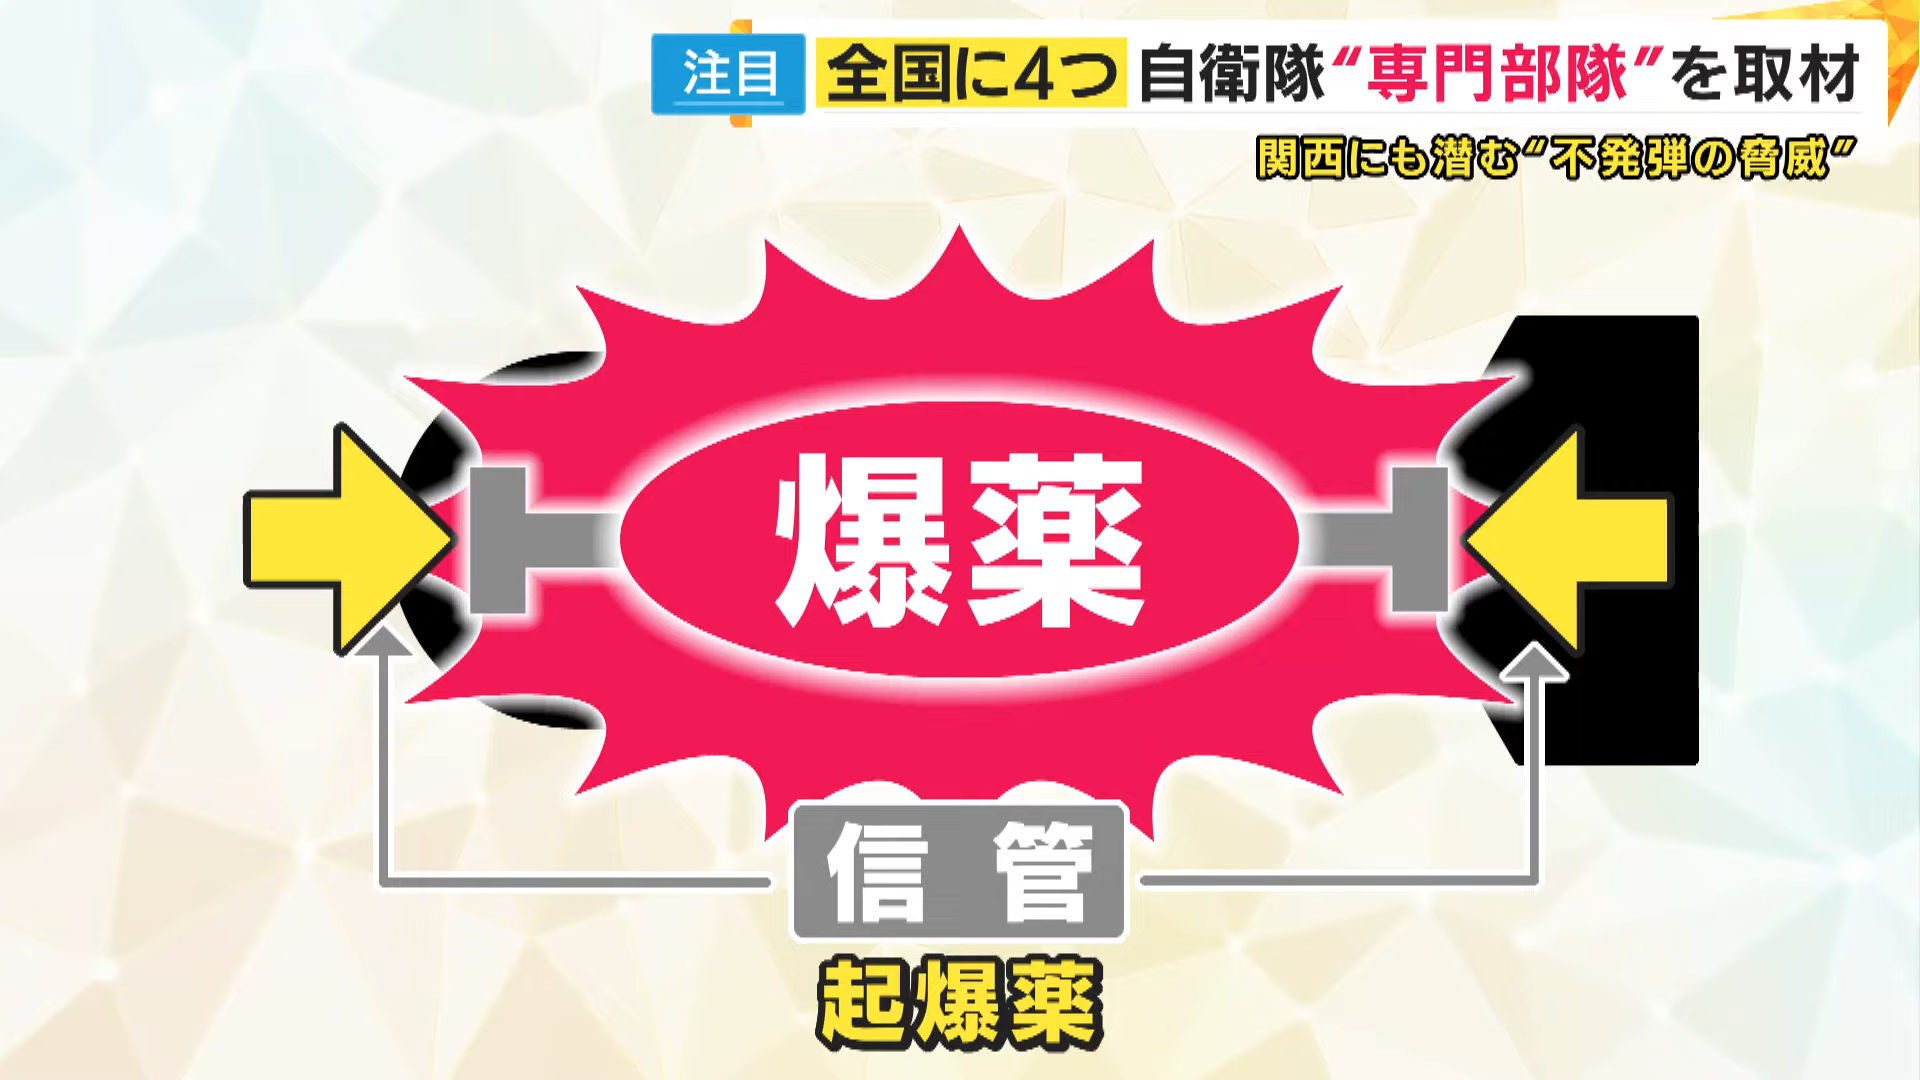 注目 全国に4つ 自衛隊“専門部隊”を取材
関西にも潜む“不発弾の脅威”
爆薬
信管
起爆薬